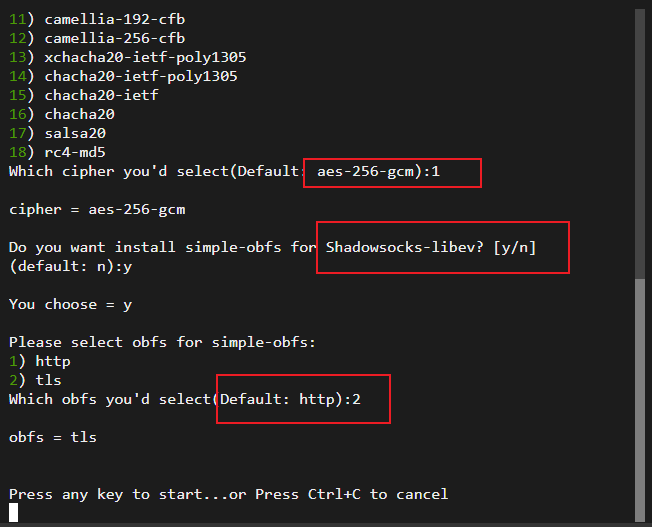 11) camellia-192-cfb
12) camellia-256-cfb
13) xchacha20-ietf-poly1305
14) chacha20-ietf-poly1305
15) chacha20-ietf
16) chacha20
17) salsa20
18) rc4-md5
Which cipher you'd select(Default: aes-256-gcm):1
cipher = aes-256-gcm
Do you want install simple-obfs for Shadowsocks-libev? [y/n]
(default: n):y
You choose = y
Please select obfs for simple-obfs:
1) http
2) tls
Which obfs you'd select(Default: http):2
obfs = tls
Press any key to start...or Press Ctrl+C to cancel